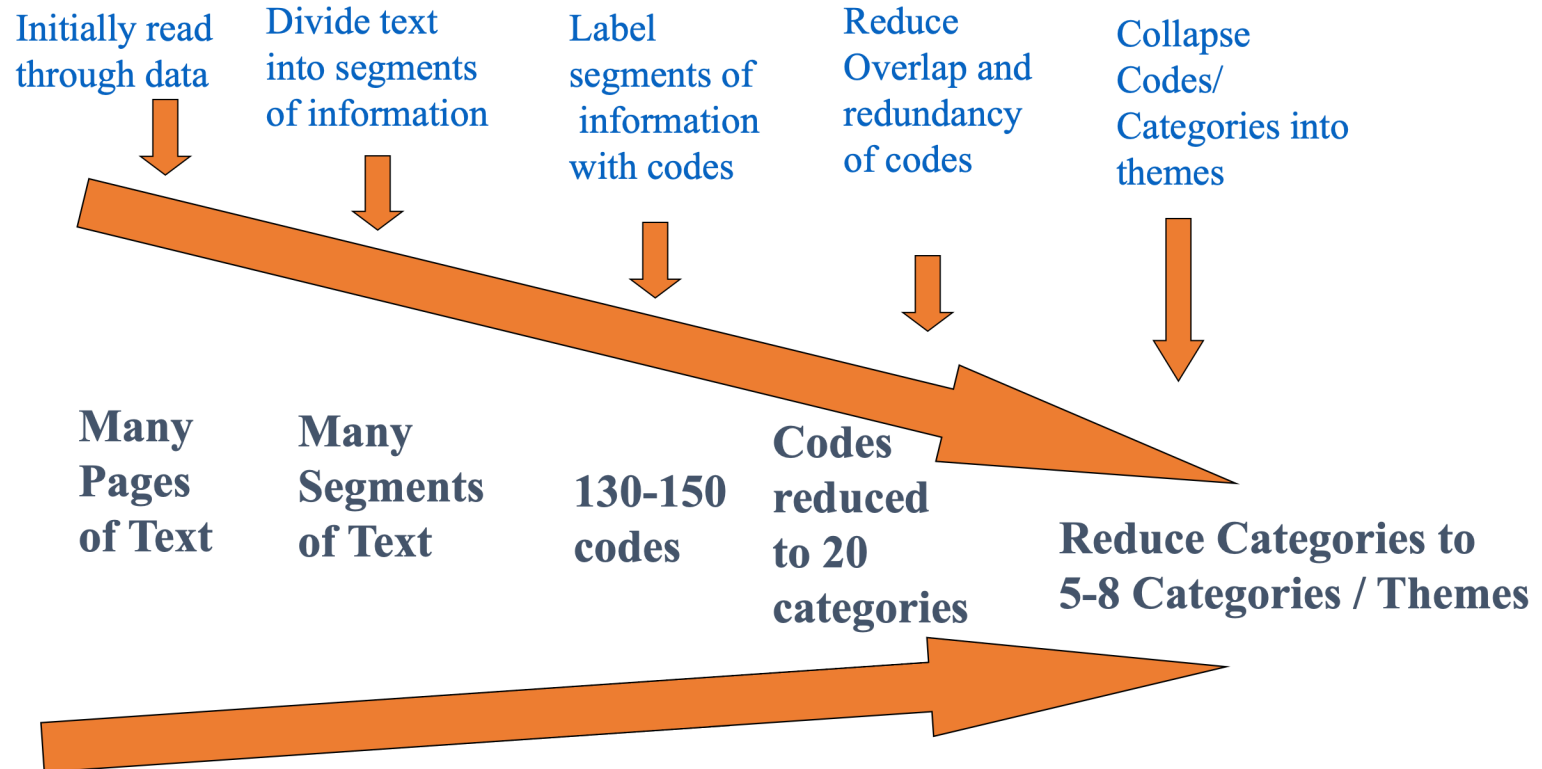 Initially read
through data
Divide text
into segments
of information
Label
segments of
information
with codes
Reduce
Overlap and
redundancy
of codes
Collapse
Codes/
Categories into
themes
Many
Pages
of Text
Many
Segments
of Text
130-150
codes
Codes
reduced
to 20
categories
Reduce Categories to
5-8 Categories / Themes